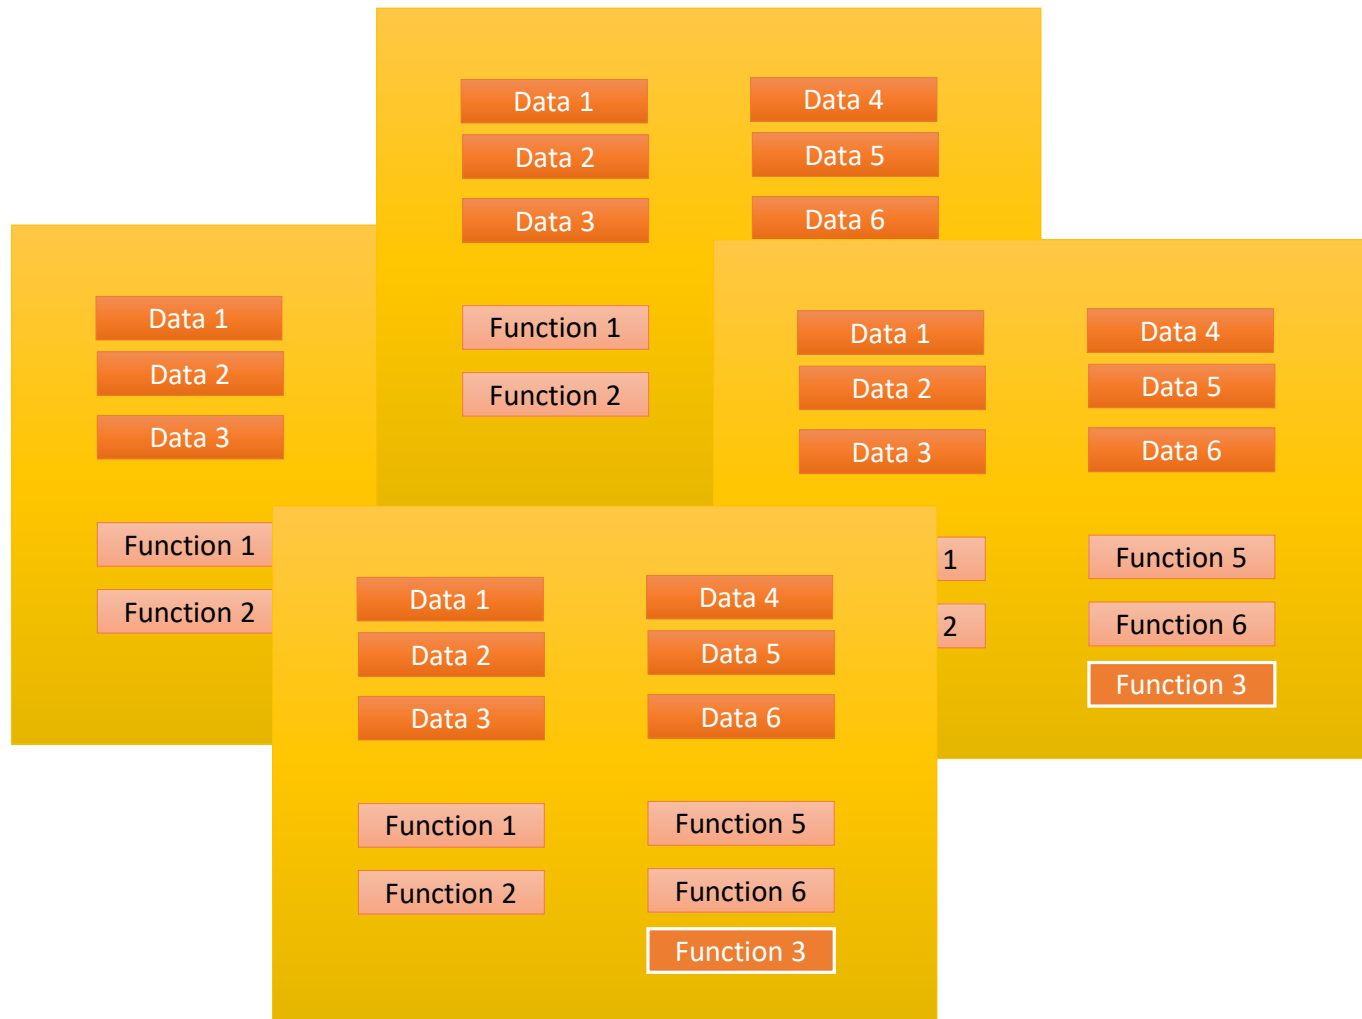 Data 1
Data 4
Data 2
Data 5
Data 3
Data 6
Function 1
Function 2
Data 1
Data 2
Data 3
Function 1
Function 2
Data 1
Data 4
Data 2
Data 5
Data 3
Data 6
1
Function 5
2
Function 6
Function 3
Data 1
Data 4
Data 2
Data 5
Data 3
Data 6
Function 1
Function 5
Function 2
Function 6
Function 3